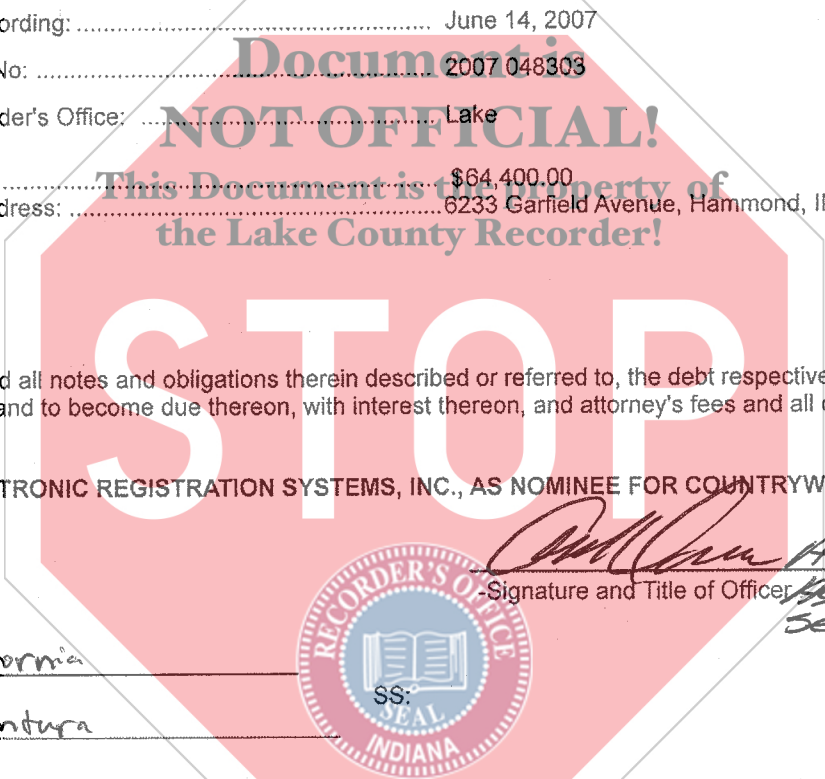 ording: ........ June 14, 2007
Document is
No: ........ 2007 048303
NOT OFFICIAL!
der's Office: ........ Lake
........ $64,400.00
This Document is the property of
dress: ........ 6233 Garfield Avenue, Hammond, I
the Lake County Recorder!
STOP
d all notes and obligations therein described or referred to, the debt respective
and to become due thereon, with interest thereon, and attorney's fees and all
TRONIC REGISTRATION SYSTEMS, INC., AS NOMINEE FOR COUNTRYW
-Signature and Title of Officer
Se
ornia
SS:
ntura
RECORDER'S OFFICE
SEAL
INDIANA